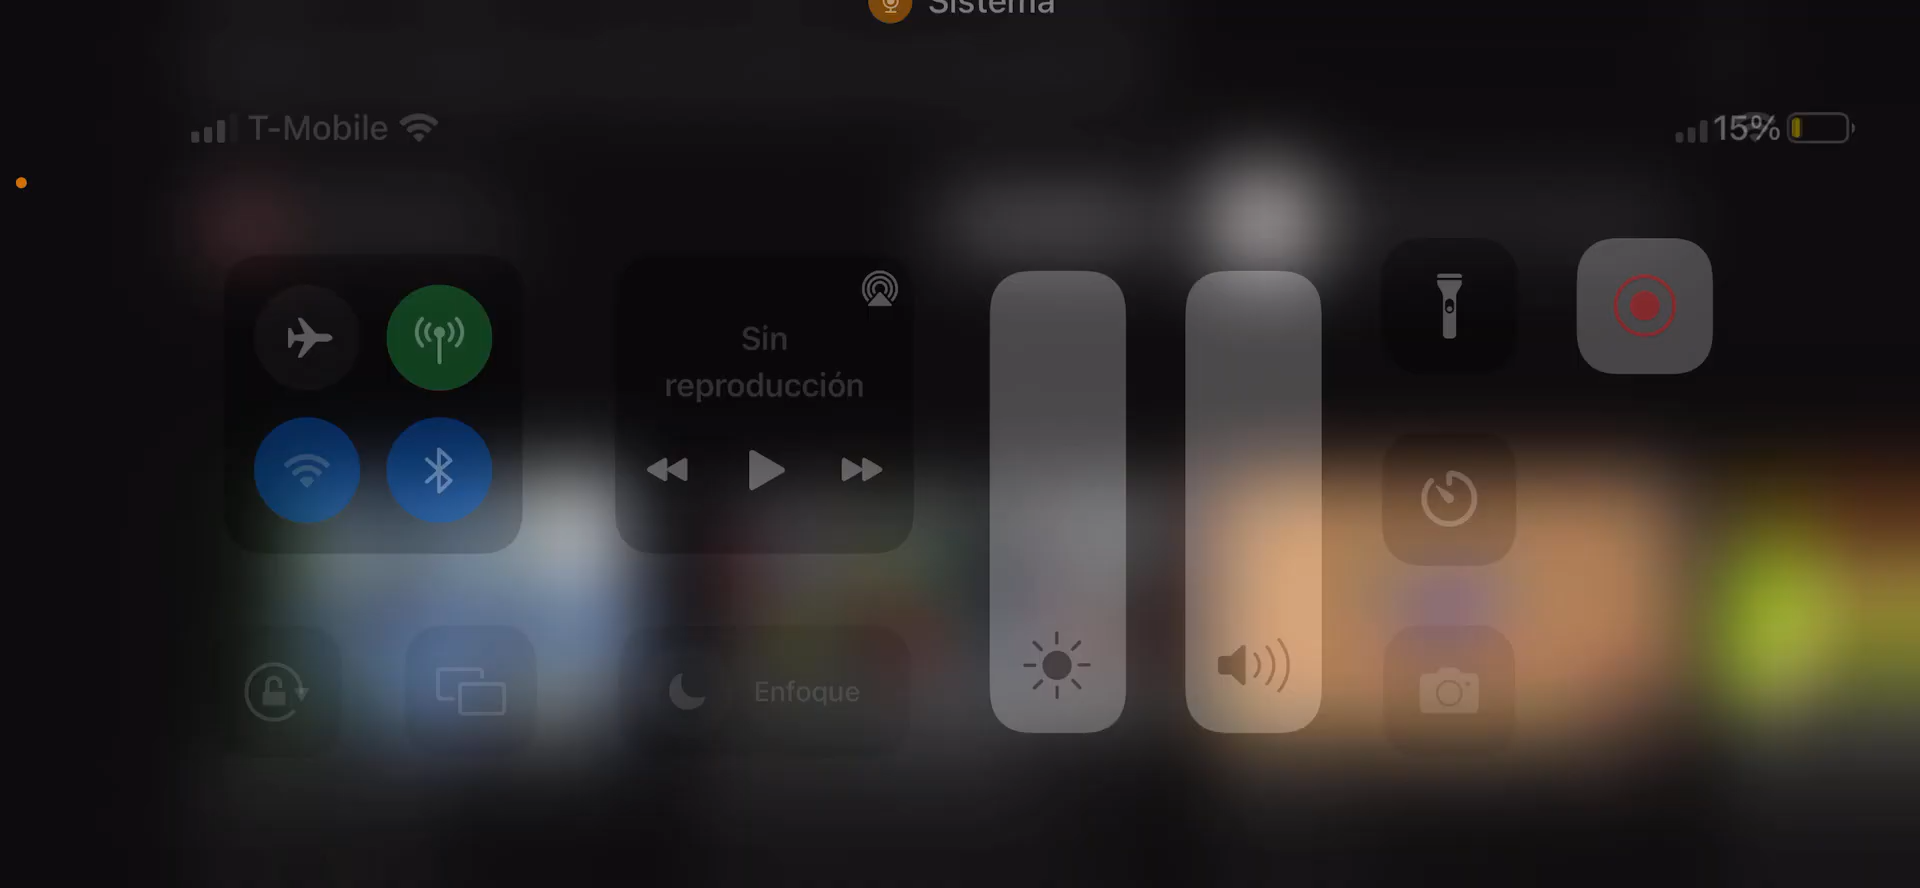 Sistema
T-Mobile
15%
Sin
reproducción
Enfoque